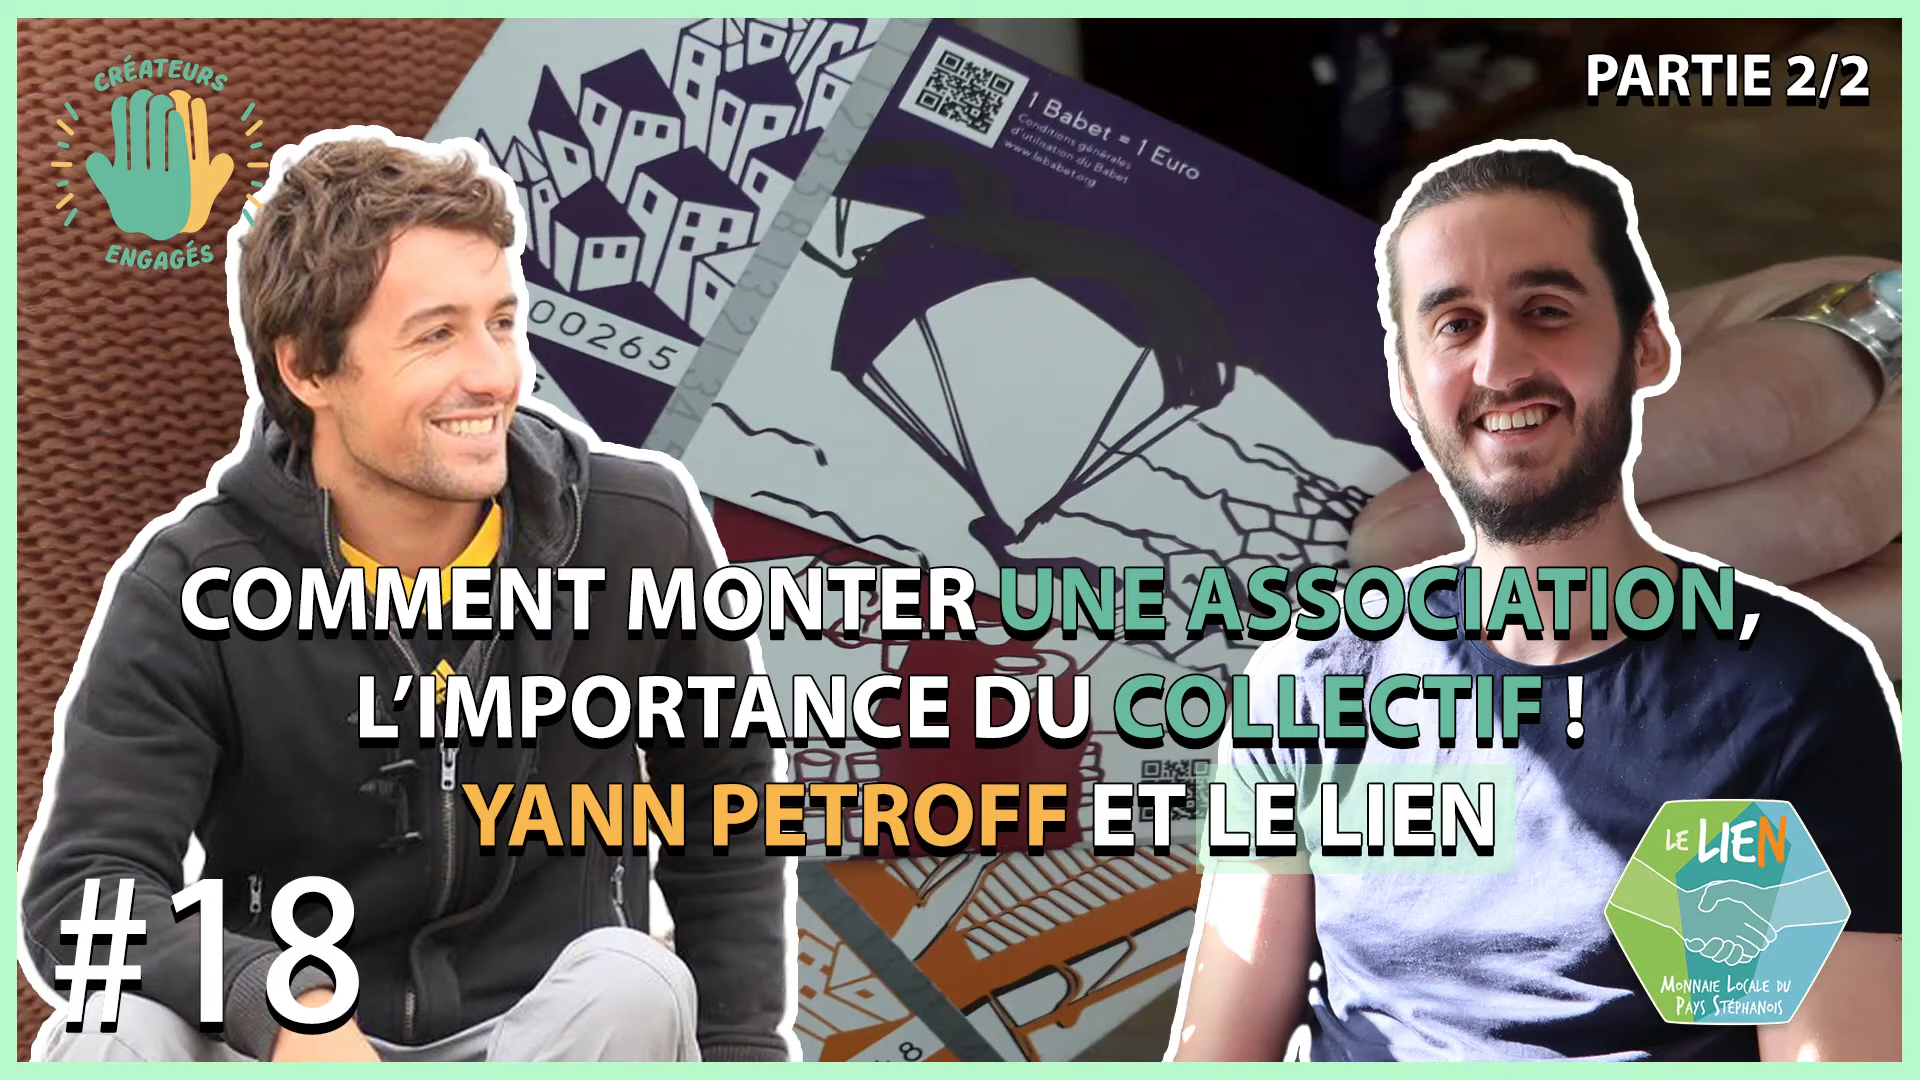 CRÉATEURS
ENGAGÉS
PARTIE 2/2
1 Babet = 1 Euro
Conditions générales
d'utilisation du Babet
www.lebabet.org
00265
COMMENT MONTER UNE ASSOCIATION,
L'IMPORTANCE DU COLLECTIF !
YANN PETROFF ET LE LIEN
#18
LE LIEN
MONNAIE LOCALE DU
PAYS STÉPHANOIS